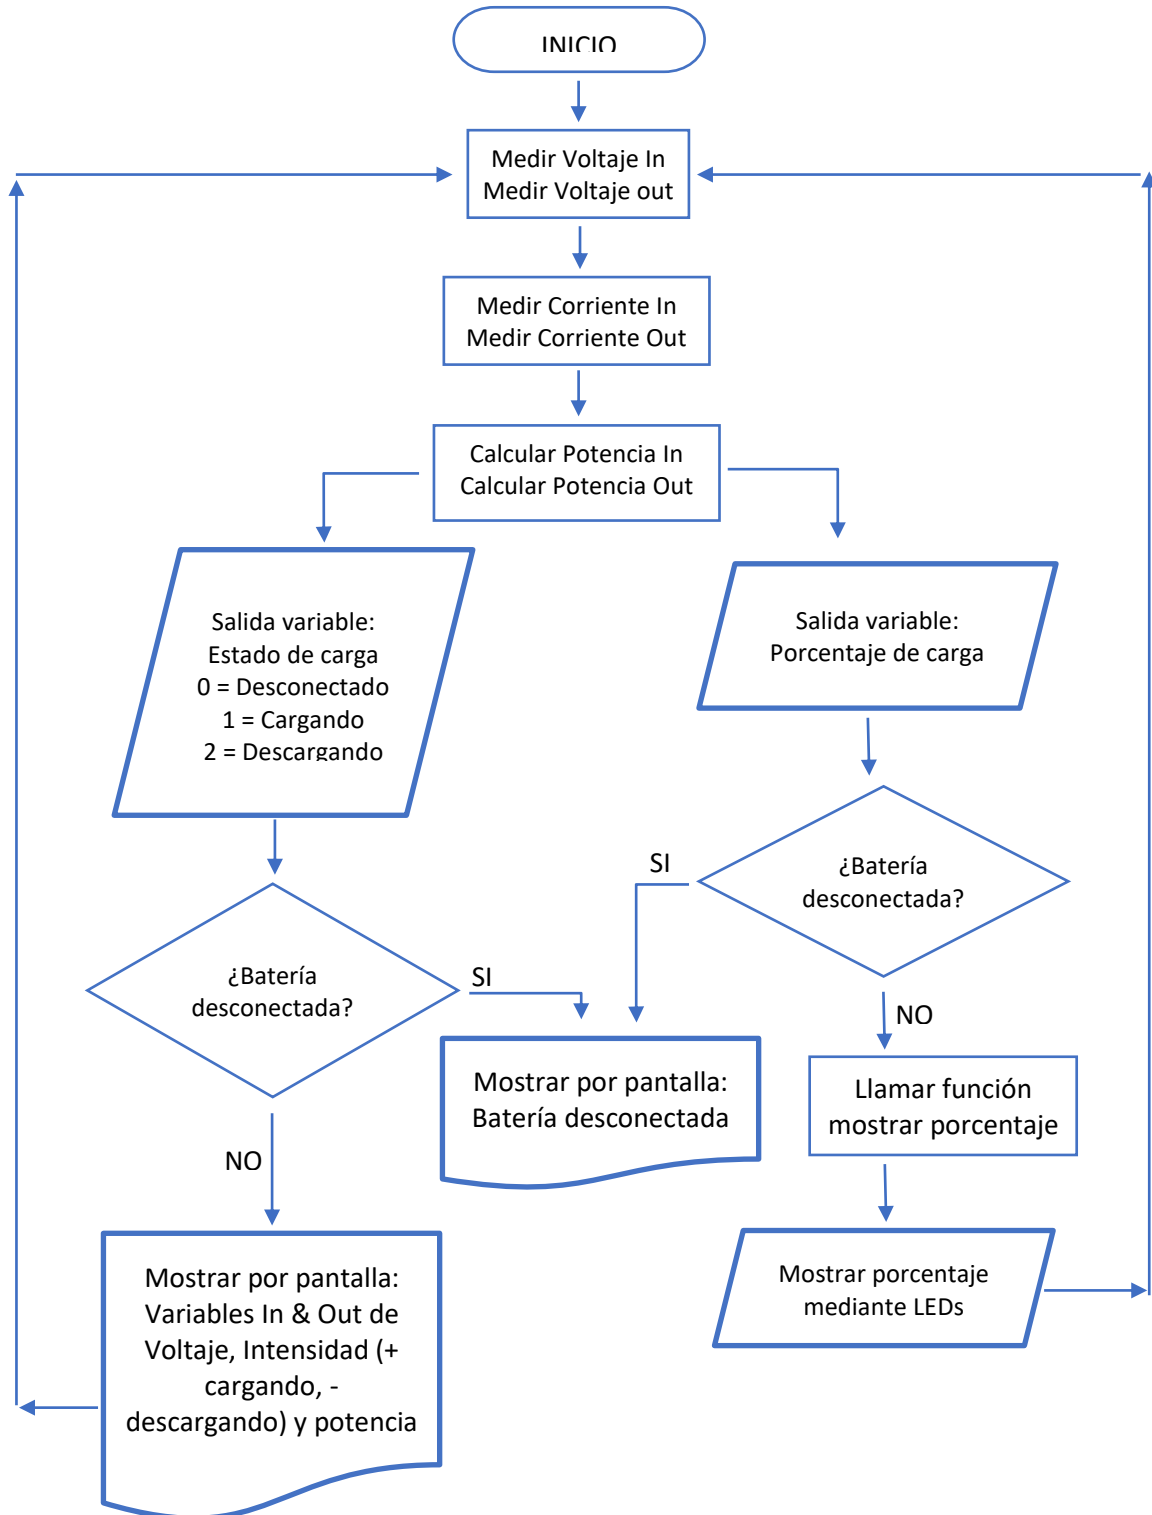 INICIO
Medir Voltaje In
Medir Voltaje out
Medir Corriente In
Medir Corriente Out
Calcular Potencia In
Calcular Potencia Out
Salida variable:
Estado de carga
0 = Desconectado
1 = Cargando
2 = Descargando
Salida variable:
Porcentaje de carga
¿Batería
desconectada?
SI
¿Batería
desconectada?
SI
NO
Mostrar por pantalla:
Batería desconectada
Llamar función
mostrar porcentaje
NO
Mostrar por pantalla:
Variables In & Out de
Voltaje, Intensidad (+
cargando, -
descargando) y potencia
Mostrar porcentaje
mediante LEDs